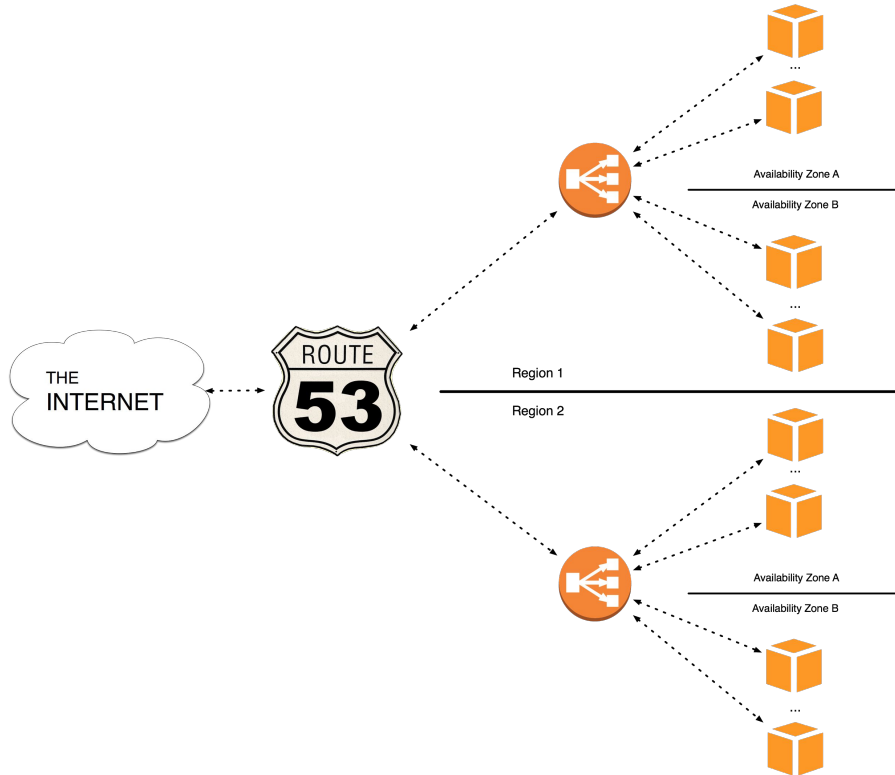 ...
Availability Zone A
Availability Zone B
...
THE
INTERNET
ROUTE
53
Region 1
Region 2
...
Availability Zone A
Availability Zone B
...